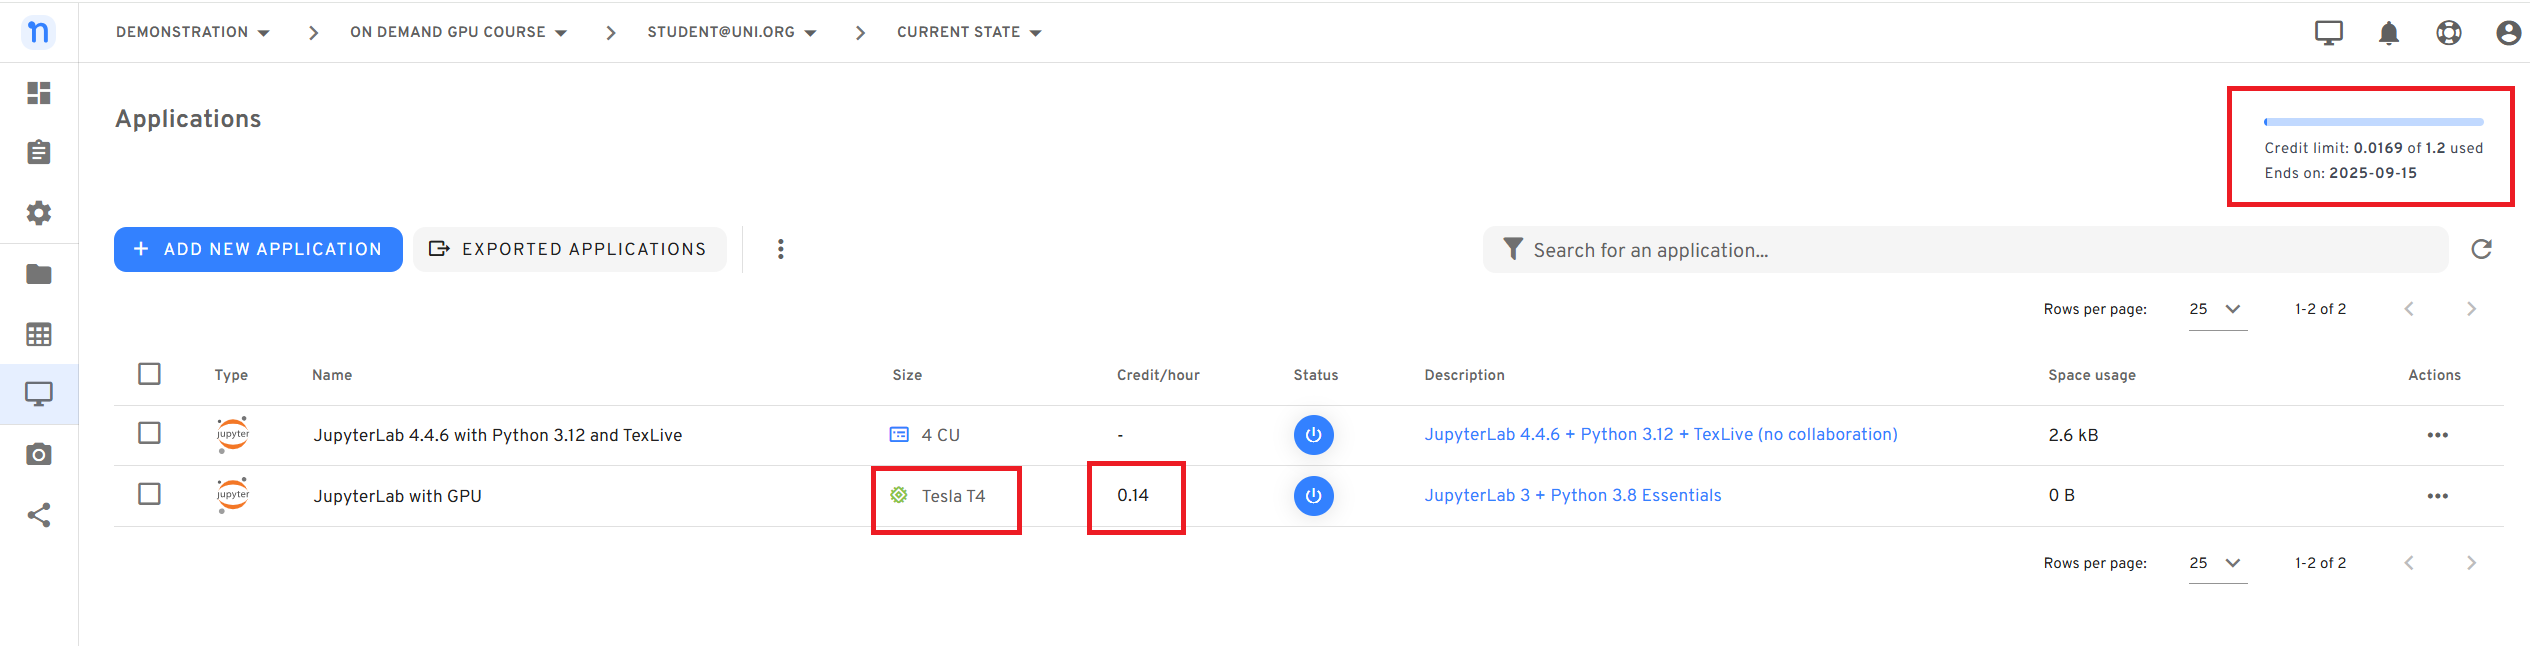 n
DEMONSTRATION
ON DEMAND GPU COURSE
STUDENT@UNI.ORG
CURRENT STATE
Applications
Credit limit: 0.0169 of 1.2 used
Ends on: 2025-09-15
+ ADD NEW APPLICATION
EXPORTED APPLICATIONS
Search for an application...
Rows per page: 25 1-2 of 2
Type Name Size Credit/hour Status Description Space usage Actions
jupyter JupyterLab 4.4.6 with Python 3.12 and TexLive 4 CU - JupyterLab 4.4.6 + Python 3.12 + TexLive (no collaboration) 2.6 kB
jupyter JupyterLab with GPU Tesla T4 0.14 JupyterLab 3 + Python 3.8 Essentials 0 B
Rows per page: 25 1-2 of 2